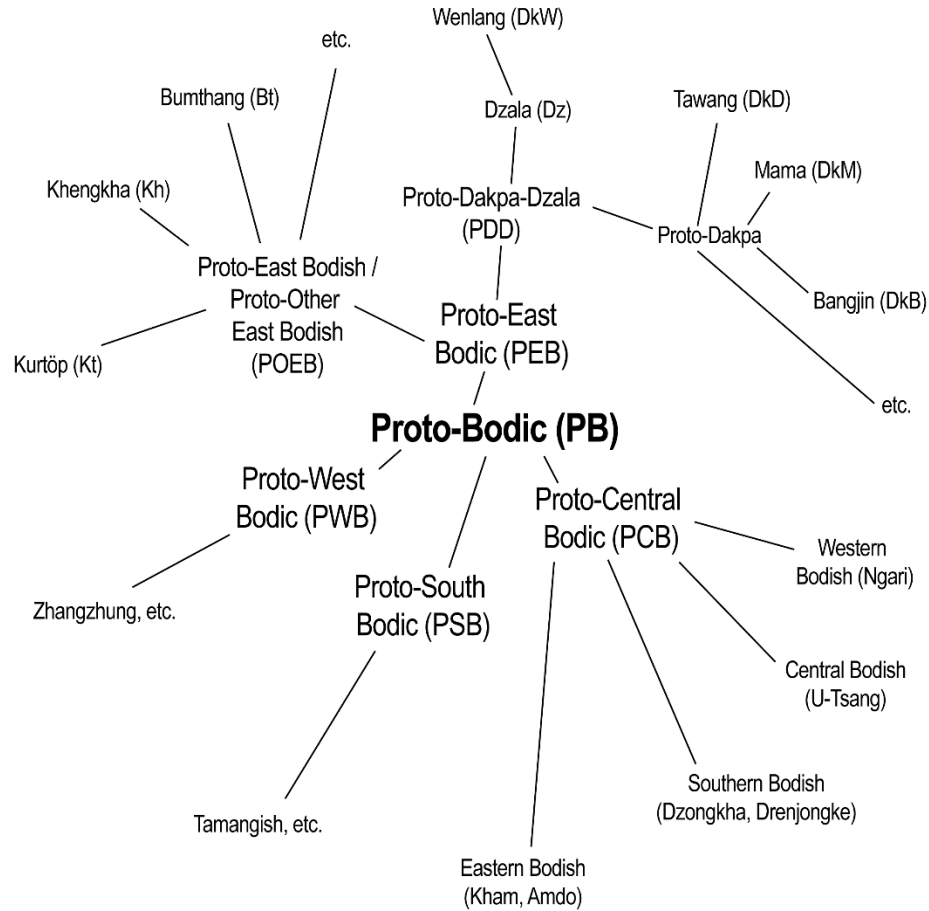 Wenlang (DkW)
etc.
Bumthang (Bt)
Dzala (Dz)
Tawang (DkD)
Mama (DkM)
Khengkha (Kh)
Proto-Dakpa-Dzala
(PDD)
Proto-Dakpa
Proto-East Bodish /
Proto-Other
East Bodish
(POEB)
Bangjin (DkB)
Proto-East
Bodic (PEB)
Kurtöp (Kt)
etc.
Proto-Bodic (PB)
Proto-West
Bodic (PWB)
Proto-Central
Bodic (PCB)
Western
Bodish (Ngari)
Proto-South
Bodic (PSB)
Zhangzhung, etc.
Central Bodish
(U-Tsang)
Southern Bodish
(Dzongkha, Drenjongke)
Tamangish, etc.
Eastern Bodish
(Kham, Amdo)